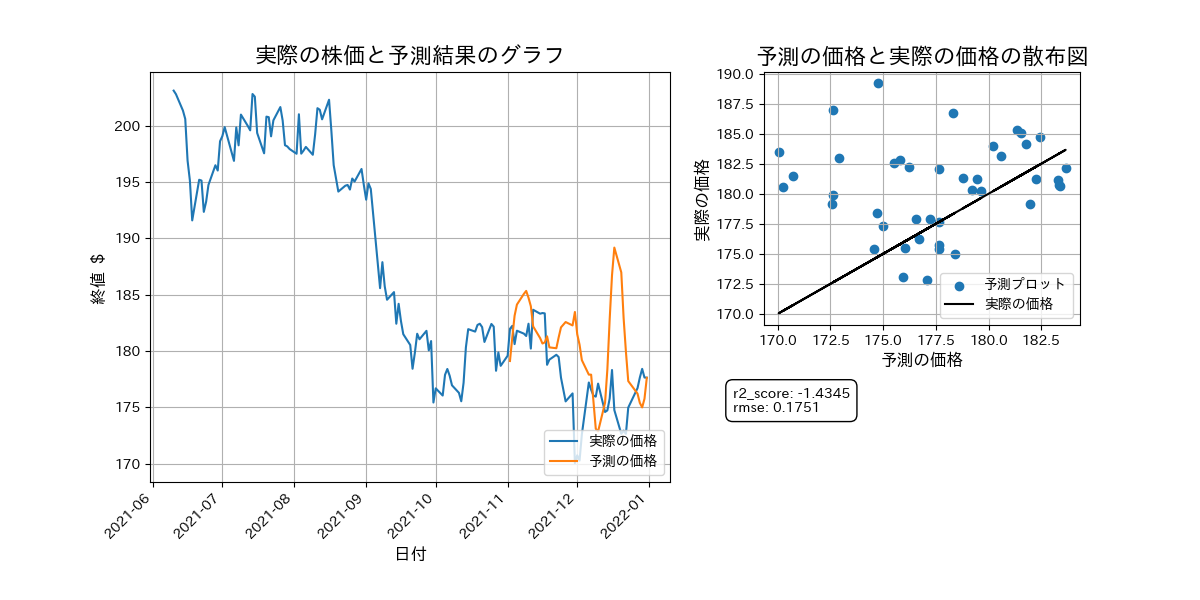 実際の株価と予測結果のグラフ
終値 $
200
195
190
185
180
175
170
2021-06
2021-07
2021-08
2021-09
2021-10
2021-11
2021-12
2022-01
日付
実際の価格
予測の価格
予測の価格と実際の価格の散布図
実際の価格
190.0
187.5
185.0
182.5
180.0
177.5
175.0
172.5
170.0
170.0
172.5
175.0
177.5
180.0
182.5
予測の価格
予測プロット
実際の価格
r2_score: -1.4345
rmse: 0.1751